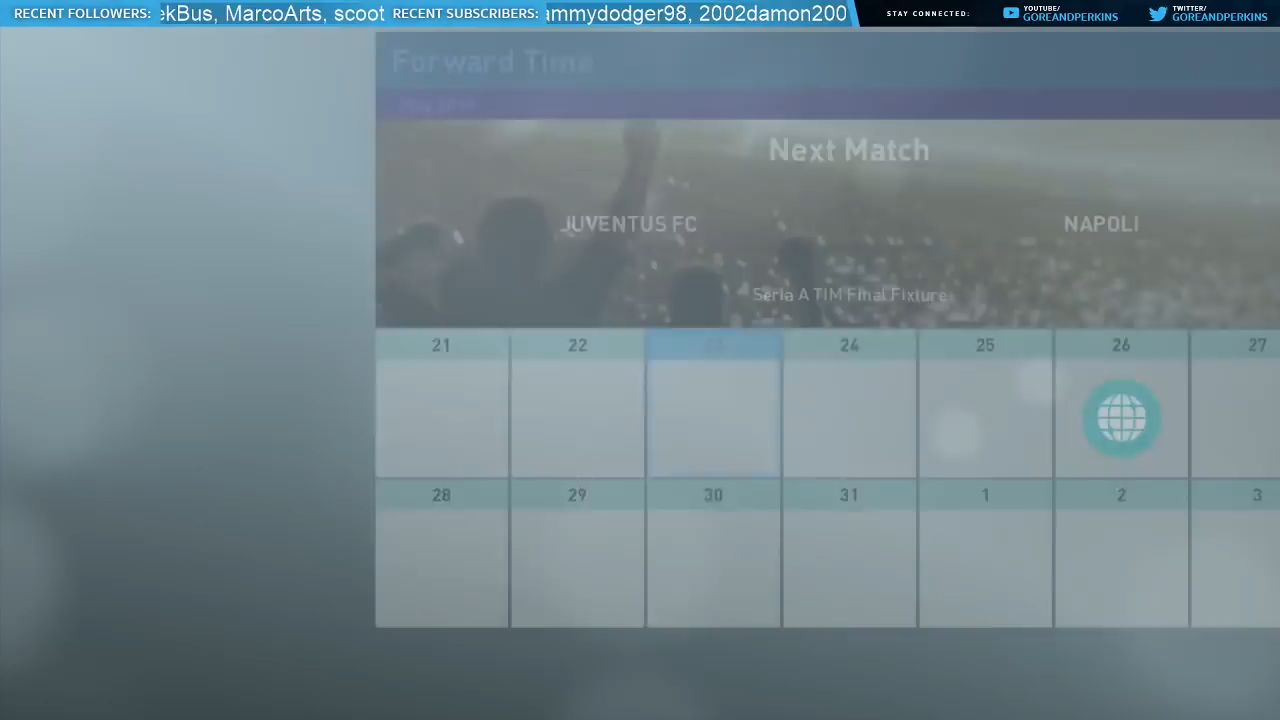 RECENT FOLLOWERS: ekBus, MarcoArts, scoot RECENT SUBSCRIBERS: ammydodger98, 2002damon200 STAY CONNECTED: YOUTUBE/ GOREANDPERKINS TWITTER/ GOREANDPERKINS
Forward Time
Next Match
JUVENTUS FC NAPOLI
Seria A TIM Final Fixture
21 22 23 24 25 26 27
28 29 30 31 1 2 3